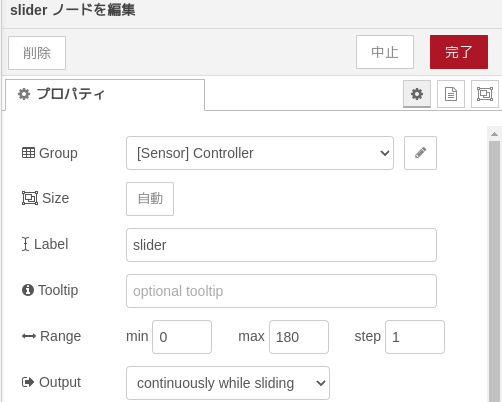 slider ノードを編集
削除 中止 完了
プロパティ
Group [Sensor] Controller
Size 自動
Label slider
Tooltip optional tooltip
Range min 0 max 180 step 1
Output continuously while sliding